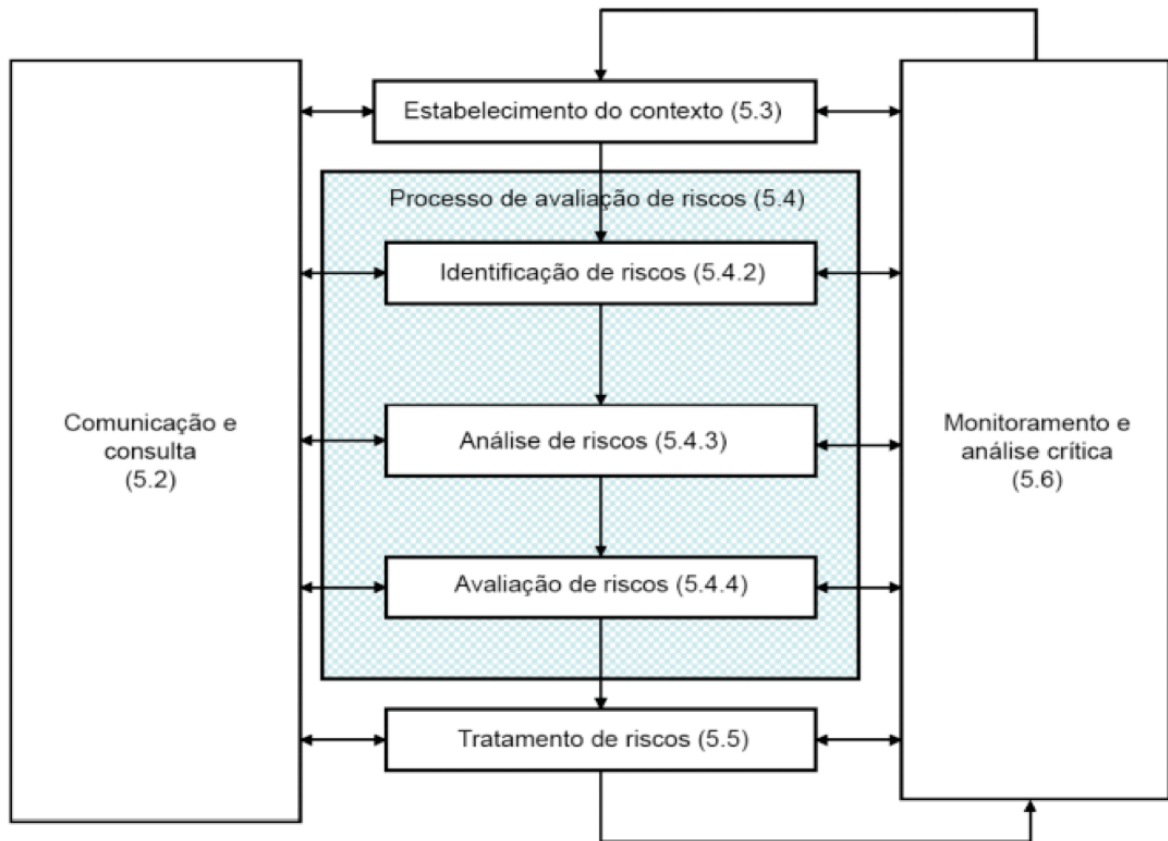 Estabelecimento do contexto (5.3)
Processo de avaliação de riscos (5.4)
Identificação de riscos (5.4.2)
Comunicação e
consulta
(5.2)
Análise de riscos (5.4.3)
Monitoramento e
análise crítica
(5.6)
Avaliação de riscos (5.4.4)
Tratamento de riscos (5.5)